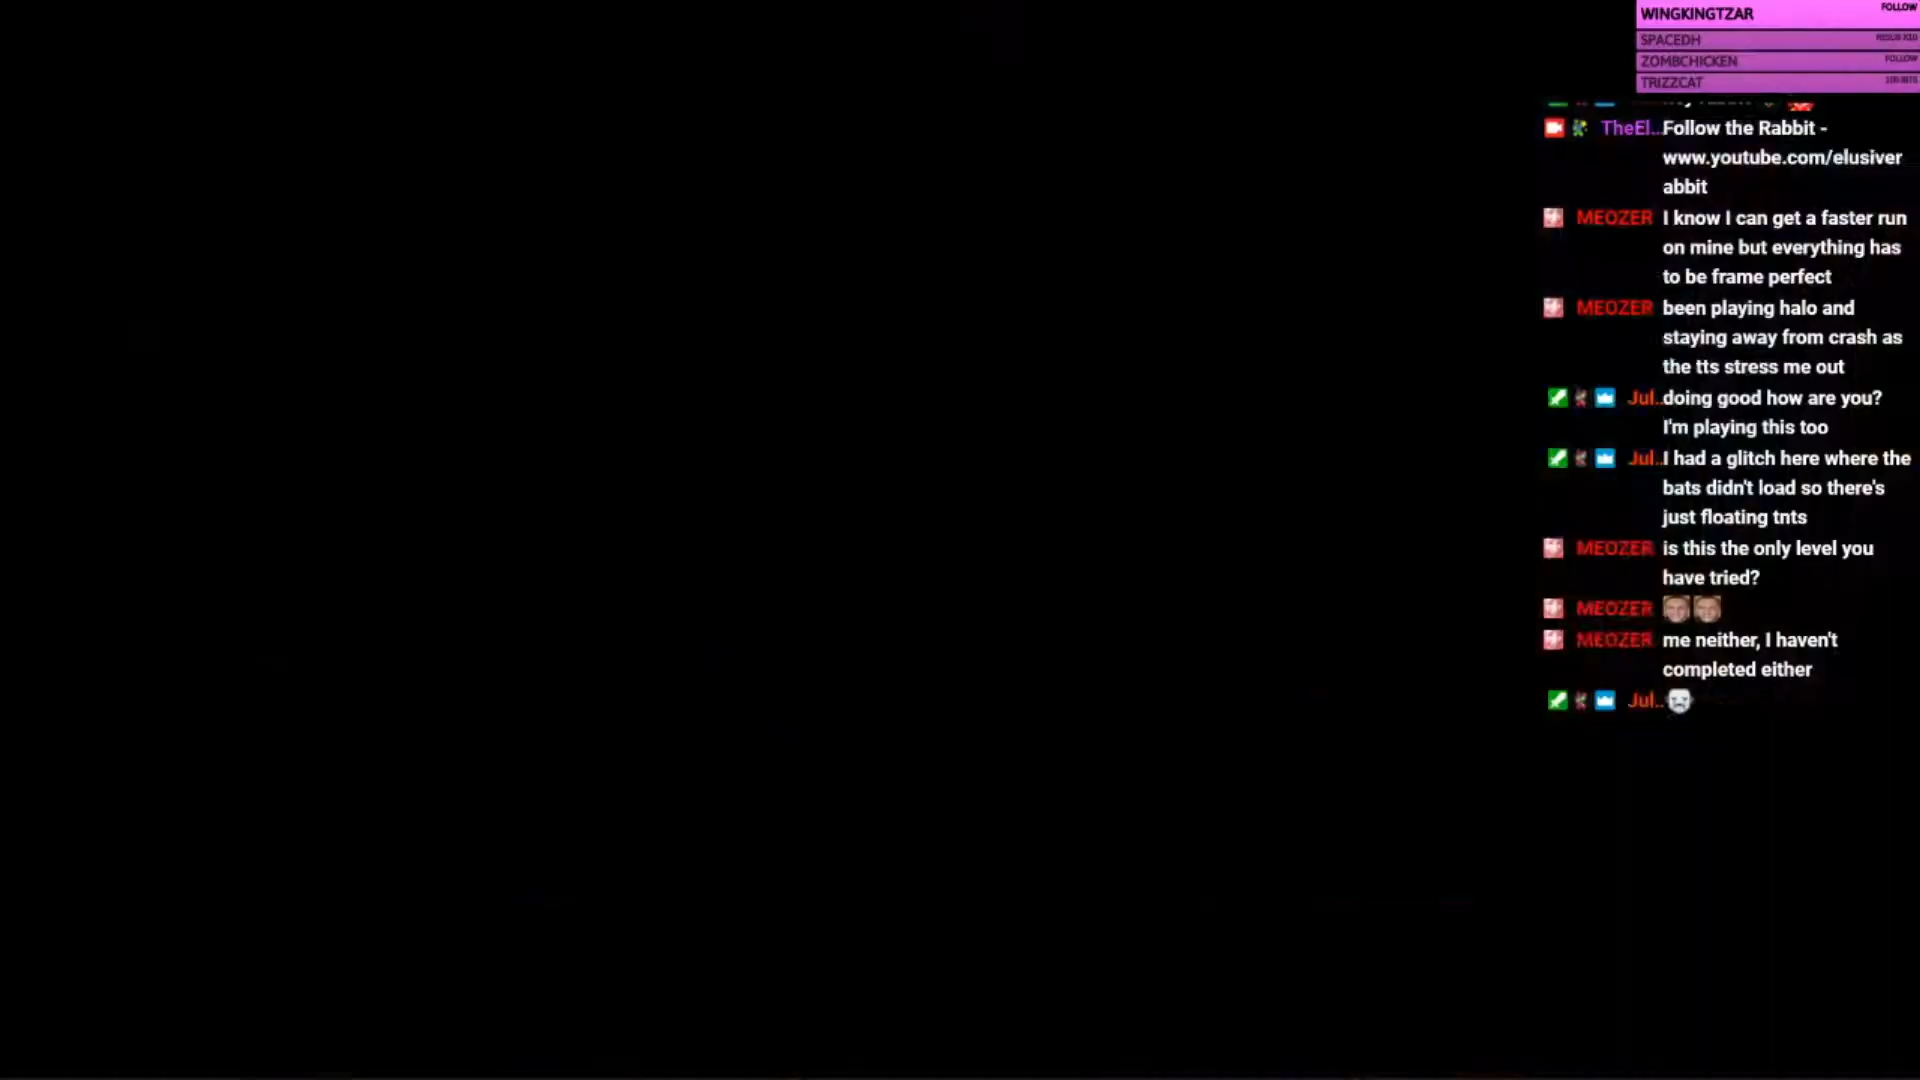 WINGKINGTZAR FOLLOW
SPACEDH RESUB X10
ZOMBCHICKEN FOLLOW
TRIZZCAT
TheEl.. Follow the Rabbit -
www.youtube.com/elusiver
abbit
MEOZER I know I can get a faster run
on mine but everything has
to be frame perfect
MEOZER been playing halo and
staying away from crash as
the tts stress me out
Jul.. doing good how are you?
I'm playing this too
Jul.. I had a glitch here where the
bats didn't load so there's
just floating tnts
MEOZER is this the only level you
have tried?
MEOZER
MEOZER me neither, I haven't
completed either
Jul..